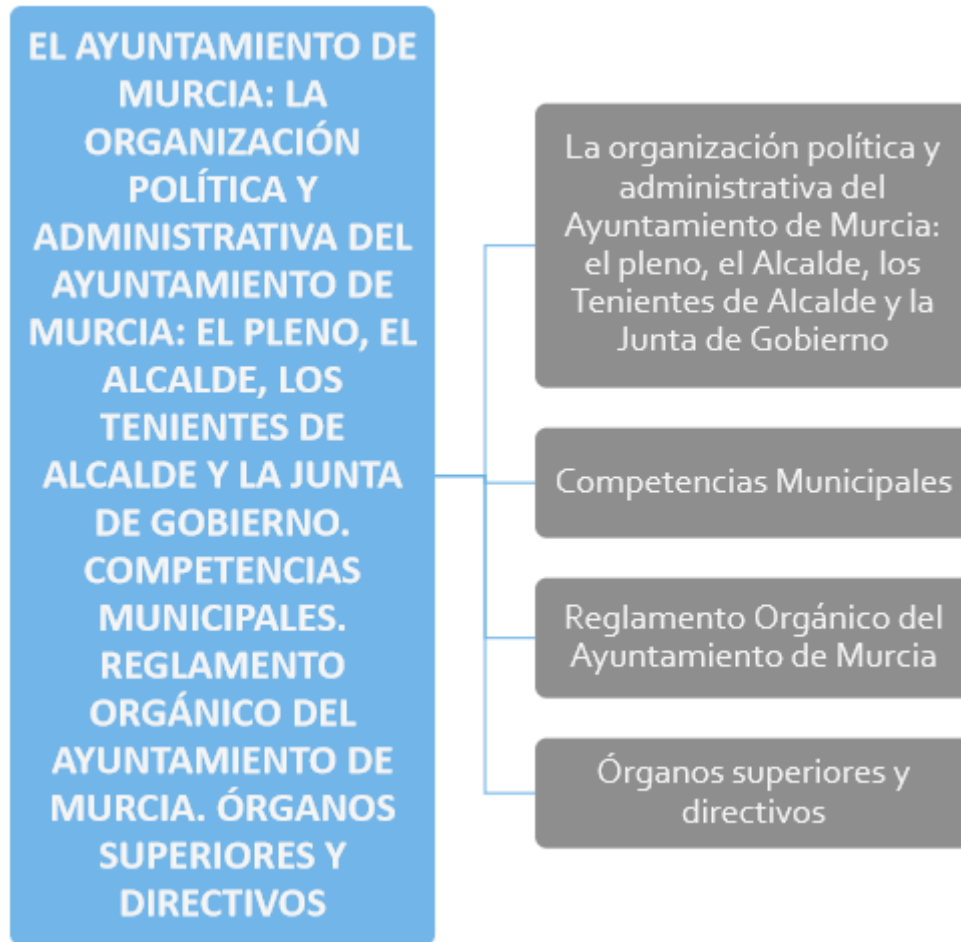 EL AYUNTAMIENTO DE
MURCIA: LA
ORGANIZACIÓN
POLÍTICA Y
ADMINISTRATIVA DEL
AYUNTAMIENTO DE
MURCIA: EL PLENO, EL
ALCALDE, LOS
TENIENTES DE
ALCALDE Y LA JUNTA
DE GOBIERNO.
COMPETENCIAS
MUNICIPALES.
REGLAMENTO
ORGÁNICO DEL
AYUNTAMIENTO DE
MURCIA. ÓRGANOS
SUPERIORES Y
DIRECTIVOS
La organización política y
administrativa del
Ayuntamiento de Murcia:
el pleno, el Alcalde, los
Tenientes de Alcalde y la
Junta de Gobierno
Competencias Municipales
Reglamento Orgánico del
Ayuntamiento de Murcia
Órganos superiores y
directivos